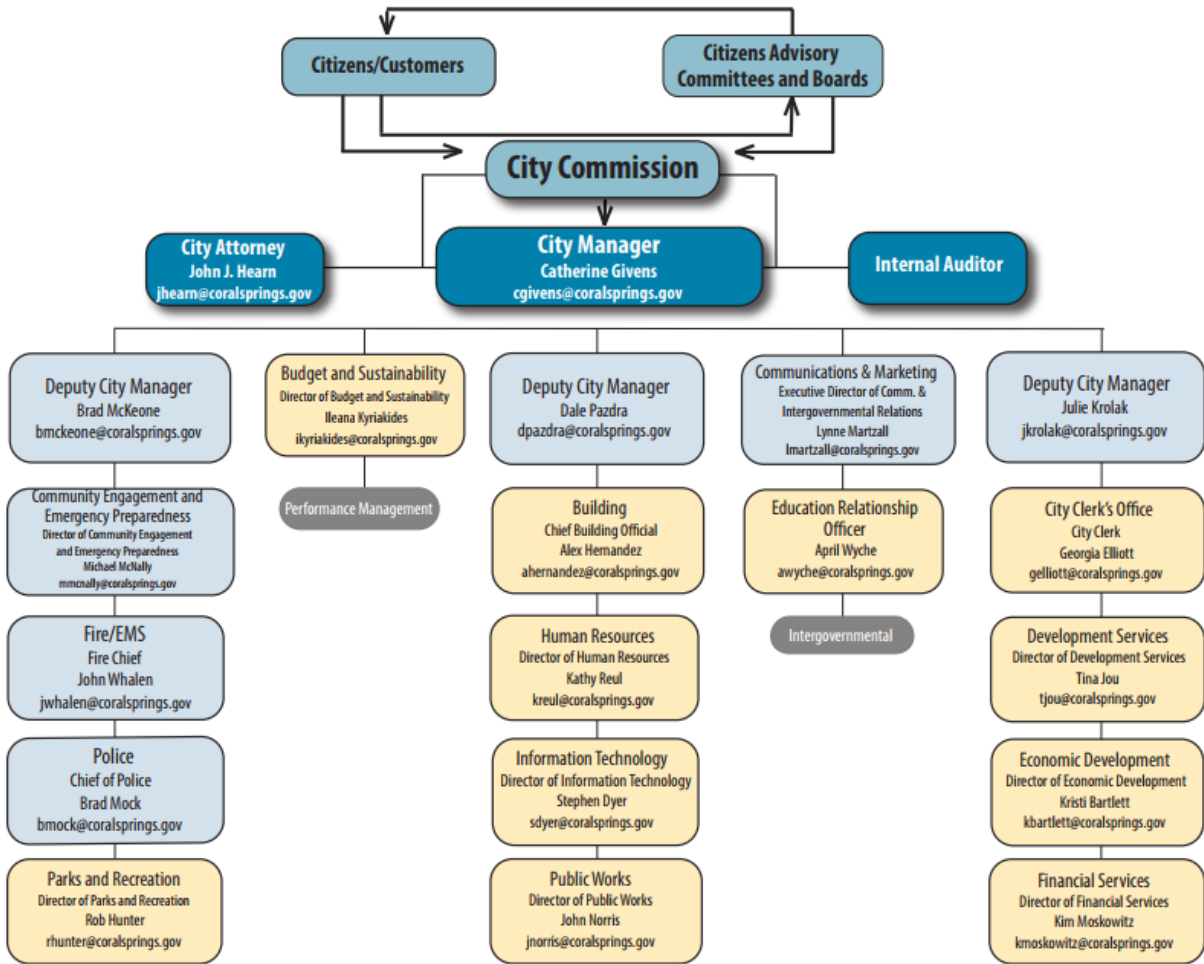 Citizens/Customers
Citizens Advisory
Committees and Boards
City Commission
City Attorney
John J. Hearn
jhearn@coralsprings.gov
City Manager
Catherine Givens
cgivens@coralsprings.gov
Internal Auditor
Deputy City Manager
Brad McKeone
bmckeone@coralsprings.gov
Budget and Sustainability
Director of Budget and Sustainability
Ileana Kyriakides
ikyriakides@coralsprings.gov
Deputy City Manager
Dale Pazdra
dpazdra@coralsprings.gov
Communications & Marketing
Executive Director of Comm. &
Intergovernmental Relations
Lynne Martzall
lmartzall@coralsprings.gov
Deputy City Manager
Julie Krolak
jkrolak@coralsprings.gov
Community Engagement and
Emergency Preparedness
Director of Community Engagement
and Emergency Preparedness
Michael McNally
mmcnally@coralsprings.gov
Performance Management
Building
Chief Building Official
Alex Hernandez
ahernandez@coralsprings.gov
Education Relationship
Officer
April Wyche
awyche@coralsprings.gov
City Clerk's Office
City Clerk
Georgia Elliott
gelliott@coralsprings.gov
Fire/EMS
Fire Chief
John Whalen
jwhalen@coralsprings.gov
Human Resources
Director of Human Resources
Kathy Reul
kreul@coralsprings.gov
Intergovernmental
Development Services
Director of Development Services
Tina Jou
tjou@coralsprings.gov
Police
Chief of Police
Brad Mock
bmock@coralsprings.gov
Information Technology
Director of Information Technology
Stephen Dyer
sdyer@coralsprings.gov
Economic Development
Director of Economic Development
Kristi Bartlett
kbartlett@coralsprings.gov
Parks and Recreation
Director of Parks and Recreation
Rob Hunter
rhunter@coralsprings.gov
Public Works
Director of Public Works
John Norris
jnorris@coralsprings.gov
Financial Services
Director of Financial Services
Kim Moskowitz
kmoskowitz@coralsprings.gov